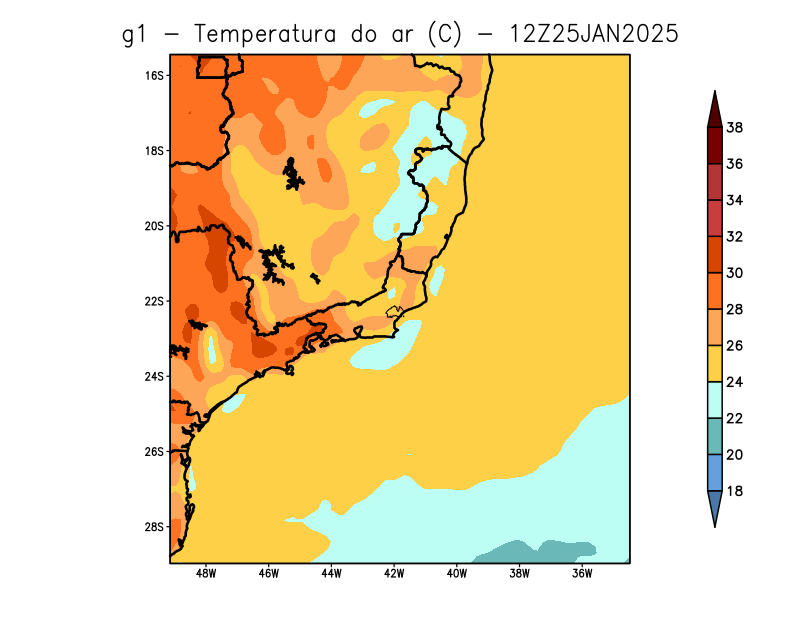 g1 – Temperatura do ar (C) – 12Z25JAN2025
16S
18S
20S
22S
24S
26S
28S
48W
46W
44W
42W
40W
38W
36W
38
36
34
32
30
28
26
24
22
20
18